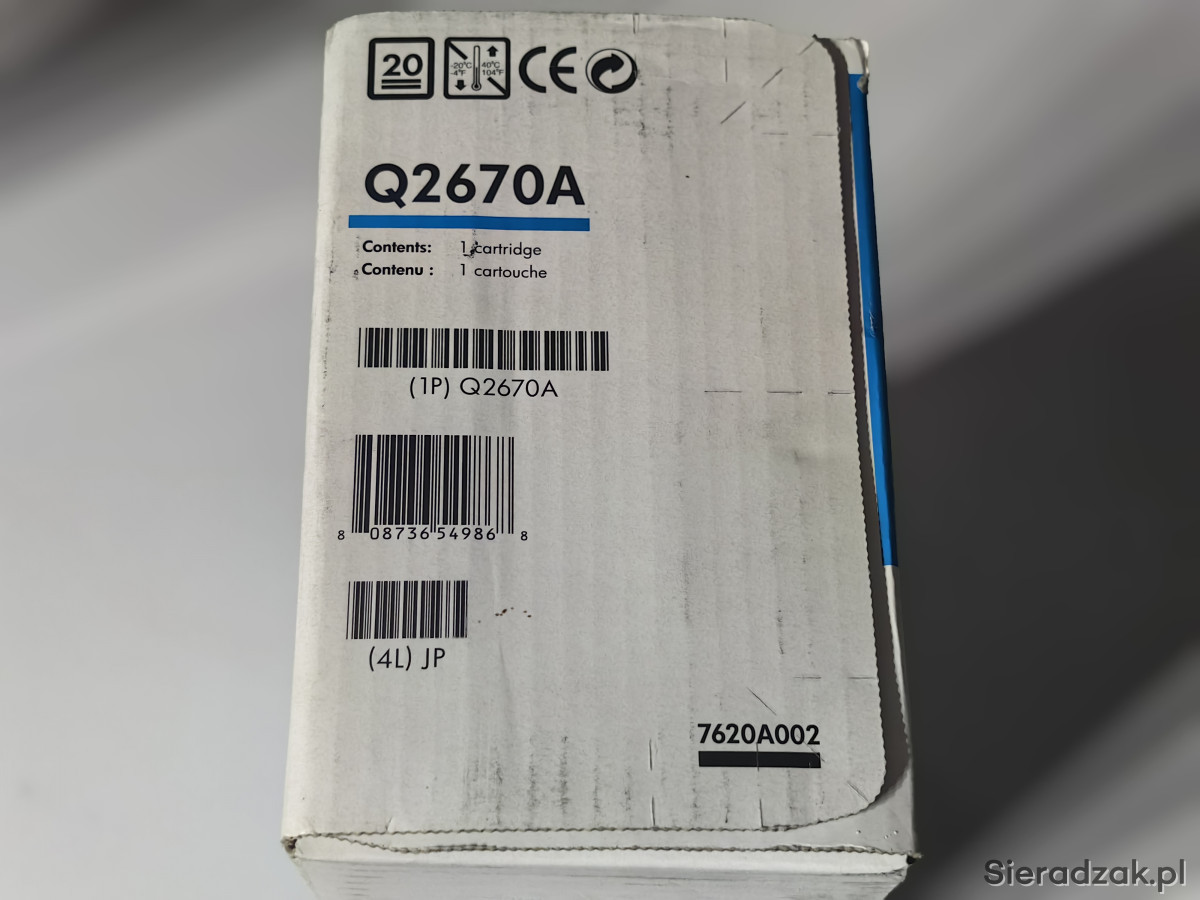 20
-20°C 40°C
-4°F 104°F
CE
Q2670A
Contents: 1 cartridge
Contenu : 1 cartouche
(1P) Q2670A
8 08736 54986 8
(4L) JP
7620A002
Sieradzak.pl